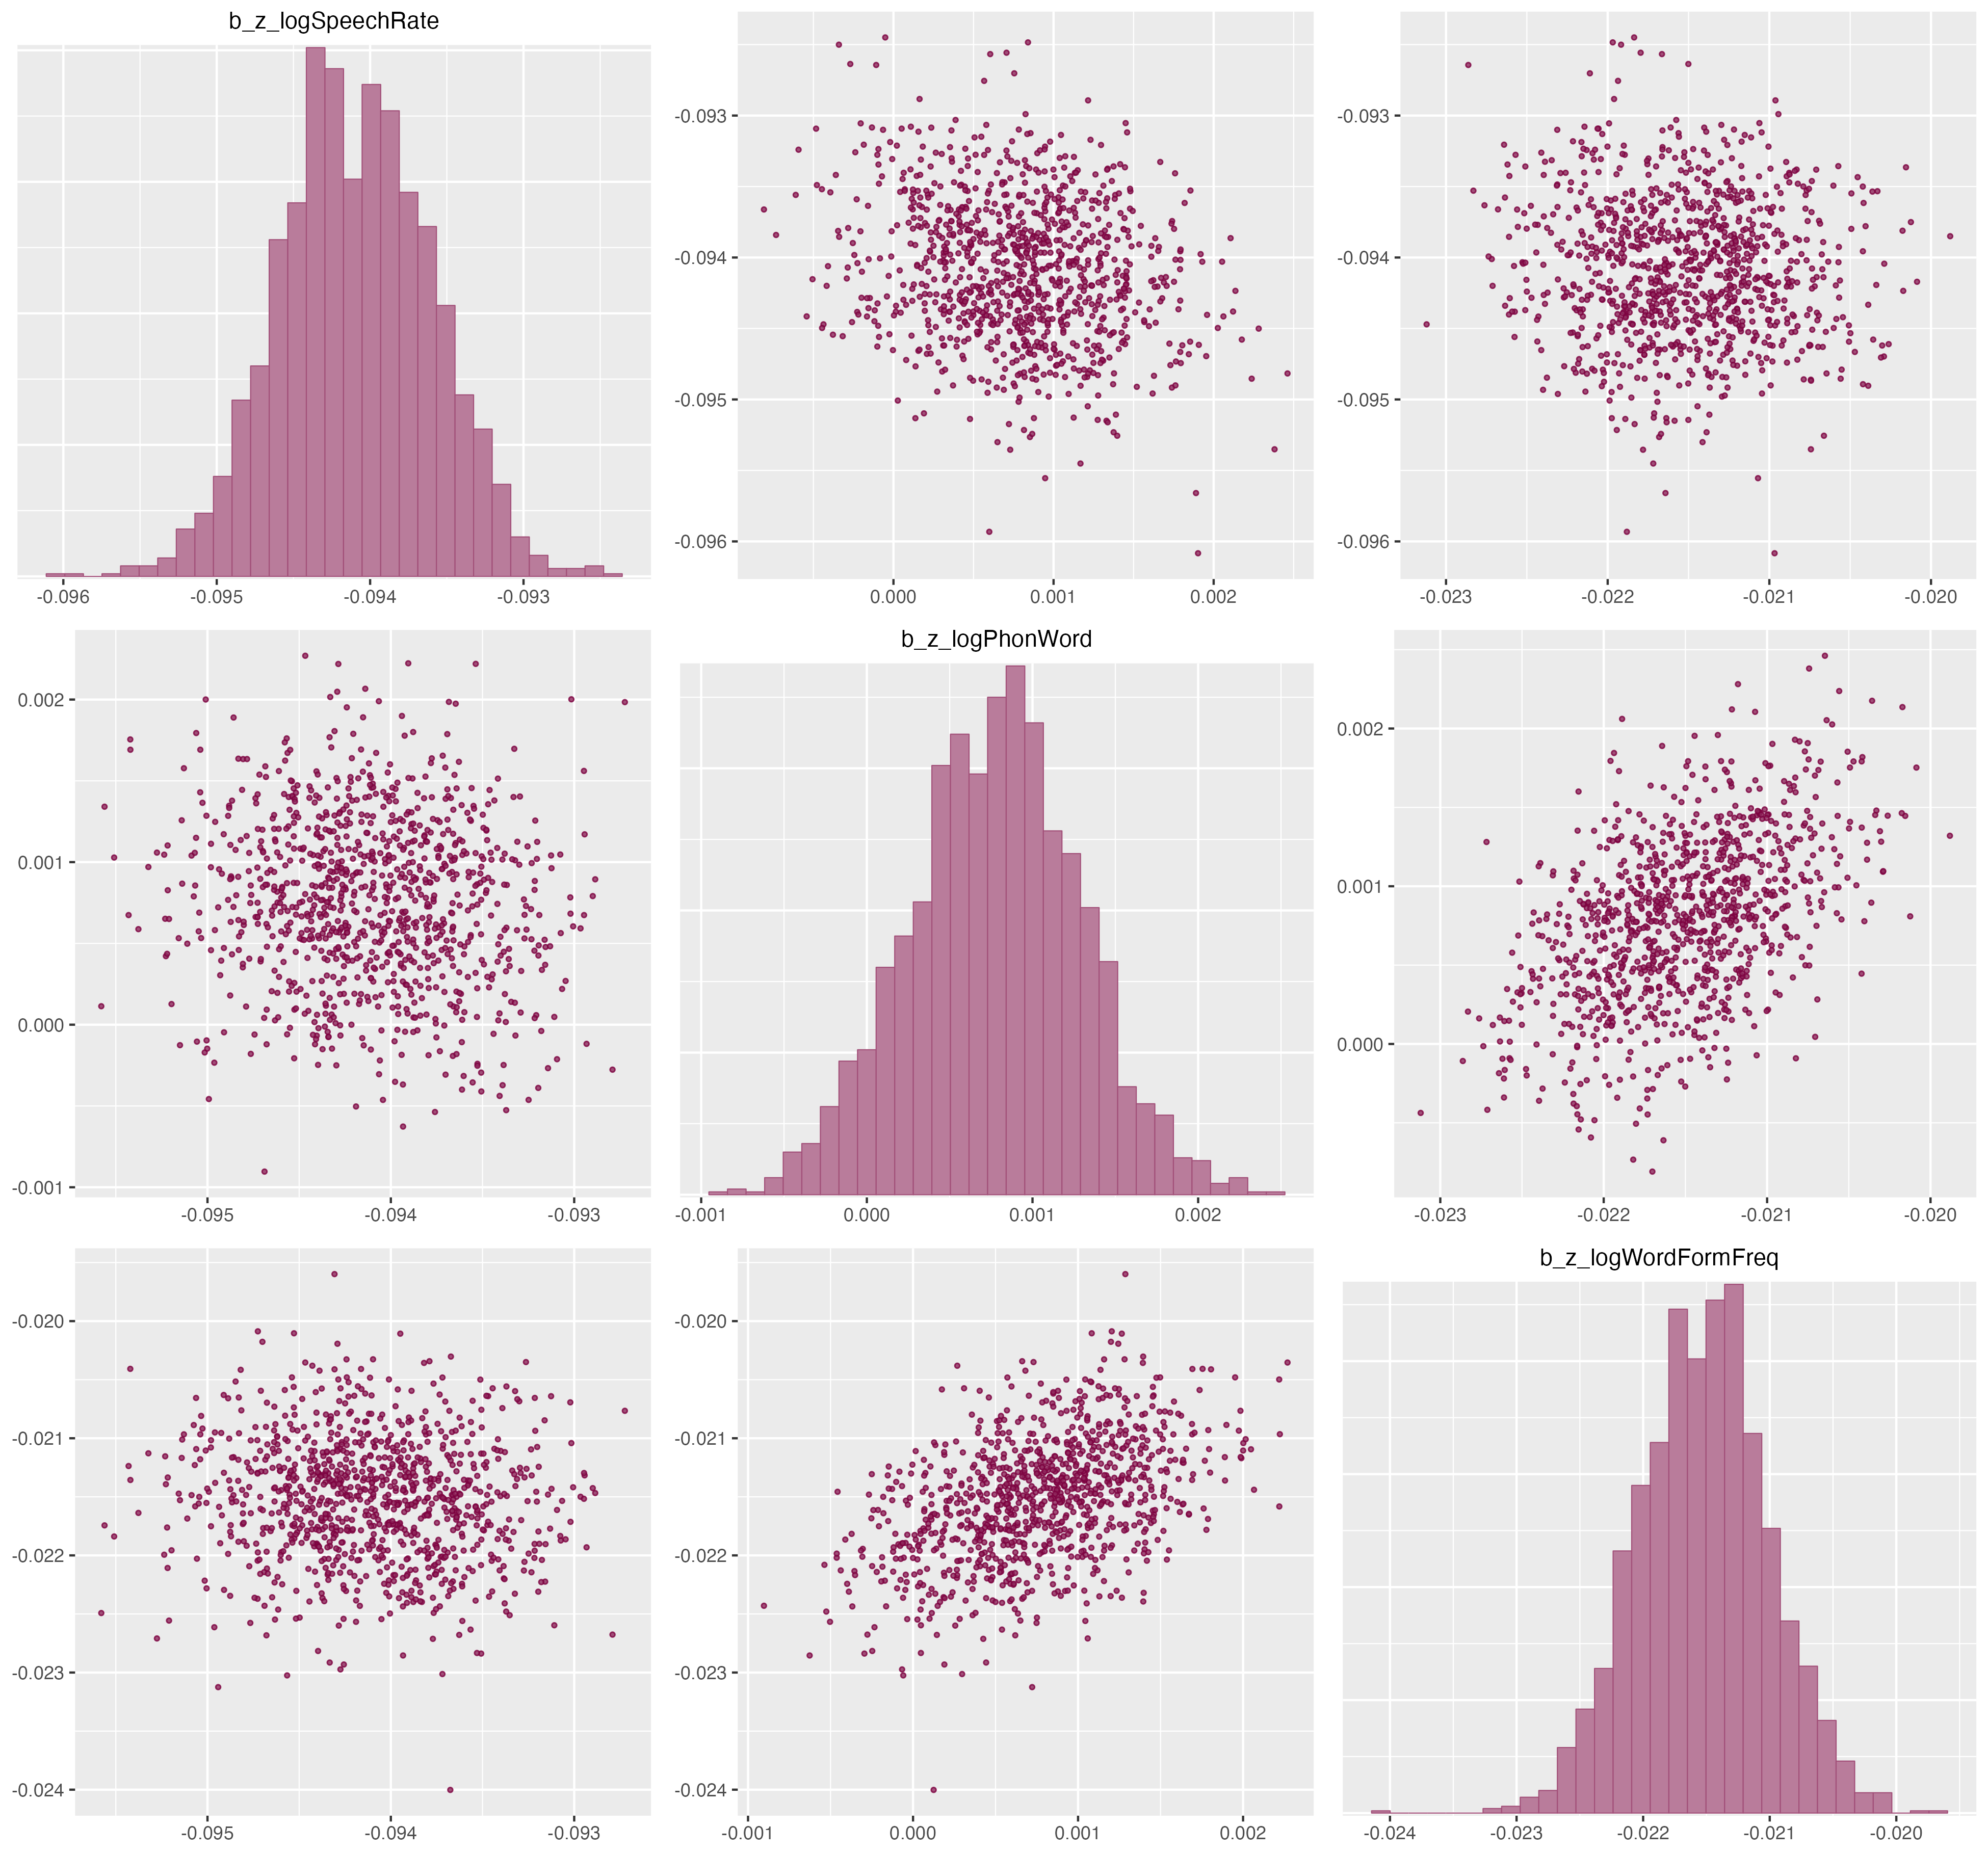 b_z_logSpeechRate
-0.093
-0.094
-0.095
-0.096
-0.093
-0.094
-0.095
-0.096
-0.096 -0.095 -0.094 -0.093
0.000 0.001 0.002
-0.023 -0.022 -0.021 -0.020
b_z_logPhonWord
0.002
0.001
0.000
-0.001
0.002
0.001
0.000
-0.095 -0.094 -0.093
-0.001 0.000 0.001 0.002
-0.023 -0.022 -0.021 -0.020
b_z_logWordFormFreq
-0.020
-0.021
-0.022
-0.023
-0.024
-0.020
-0.021
-0.022
-0.023
-0.024
-0.095 -0.094 -0.093
-0.001 0.000 0.001 0.002
-0.024 -0.023 -0.022 -0.021 -0.020